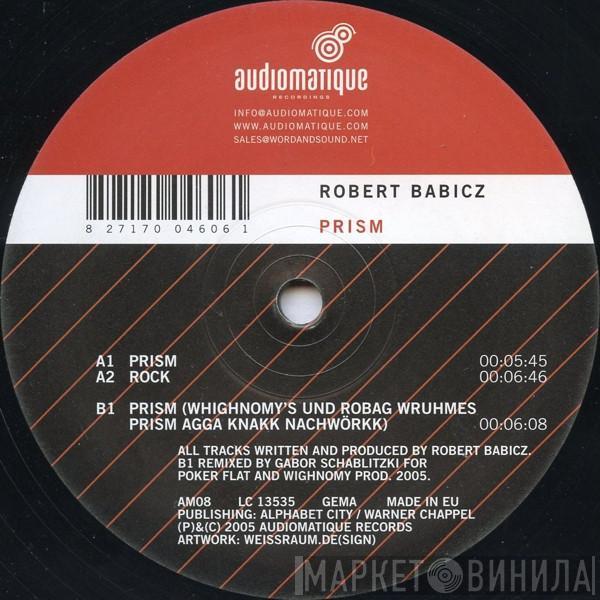 audiomatique
RECORDINGS
INFO@AUDIOMATIQUE.COM
WWW.AUDIOMATIQUE.COM
SALES@WORDANDSOUND.NET
ROBERT BABICZ
PRISM
8 27170 04606 1
A1 PRISM 00:05:45
A2 ROCK 00:06:46
B1 PRISM (WHIGHNOMY'S UND ROBAG WRUHMES
PRISM AGGA KNAKK NACHWÖRKK) 00:06:08
ALL TRACKS WRITTEN AND PRODUCED BY ROBERT BABICZ.
B1 REMIXED BY GABOR SCHABLITZKI FOR
POKER FLAT AND WIGHNOMY PROD. 2005.
AM08 LC 13535 GEMA MADE IN EU
PUBLISHING: ALPHABET CITY / WARNER CHAPPEL
(P)&(C) 2005 AUDIOMATIQUE RECORDS
ARTWORK: WEISSRAUM.DE(SIGN)
МАРКЕТ ВИНИЛА